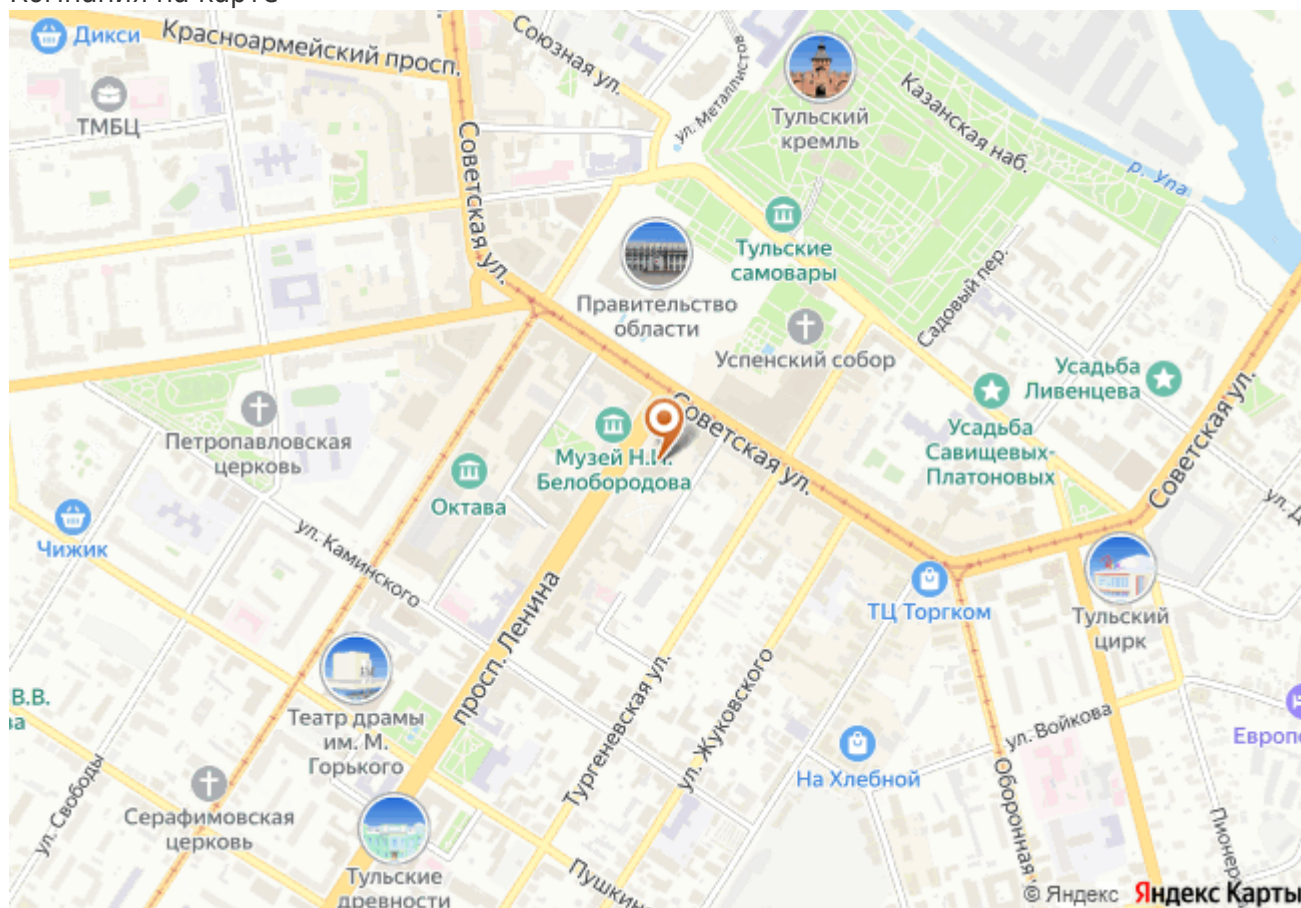 Компания на карте
Дикси
Красноармейский просп.
Союзная ул.
ул. Металлистов
Тульский
кремль
Казанская наб.
р. Упа
ТМБЦ
Советская ул.
Тульские
самовары
Правительство
области
Садовый пер.
Успенский собор
Усадьба
Ливенцева
Петропавловская
церковь
Музей Н.И.
Белобородова
Советская ул.
Усадьба
Савищевых-
Платоновых
Советская ул.
Октава
Чижик
ул. Каминского
ТЦ Торгком
Тульский
цирк
просп. Ленина
В.В.
Театр драмы
им. М.
Горького
Тургеневская ул.
ул. Жуковского
ул. Войкова
На Хлебной
Оборонная
ул. Свободы
Серафимовская
церковь
Тульские
древности
© Яндекс Яндекс Карты